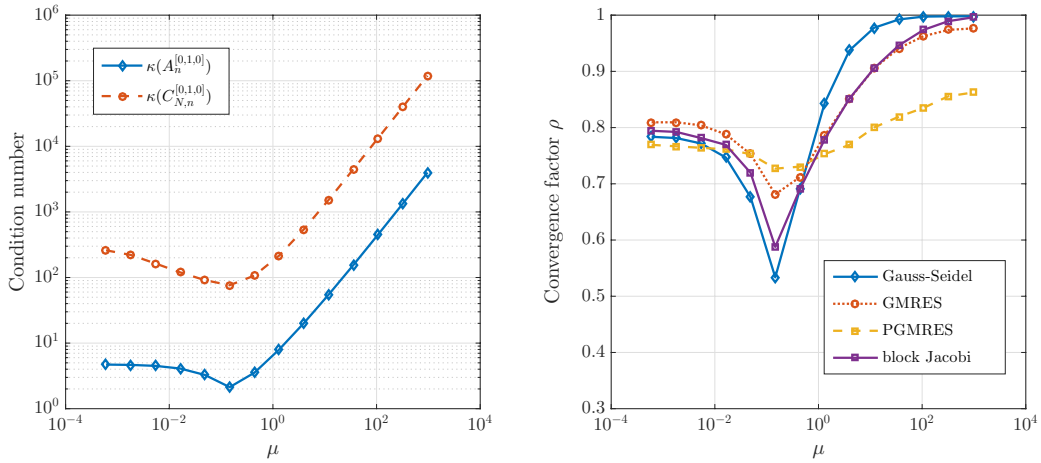 10^6
10^5
10^4
10^3
10^2
10^1
10^0
Condition number
κ(A_n^{[0,1,0]})
κ(C_{N,n}^{[0,1,0]})
10^{-4} 10^{-2} 10^0 10^2 10^4
μ
1
0.9
0.8
0.7
0.6
0.5
0.4
0.3
Convergence factor ρ
Gauss-Seidel
GMRES
PGMRES
block Jacobi
10^{-4} 10^{-2} 10^0 10^2 10^4
μ